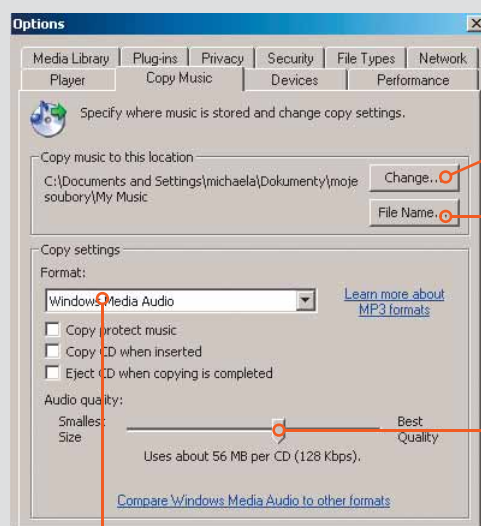 Options
Media Library Plug-ins Privacy Security File Types Network
Player Copy Music Devices Performance
Specify where music is stored and change copy settings.
Copy music to this location
C:\Documents and Settings\michaela\Dokumenty\moje
soubory\My Music
Change...
File Name...
Copy settings
Format:
Windows Media Audio
Learn more about
MP3 formats
Copy protect music
Copy CD when inserted
Eject CD when copying is completed
Audio quality:
Smallest
Size
Best
Quality
Uses about 56 MB per CD (128 Kbps).
Compare Windows Media Audio to other formats